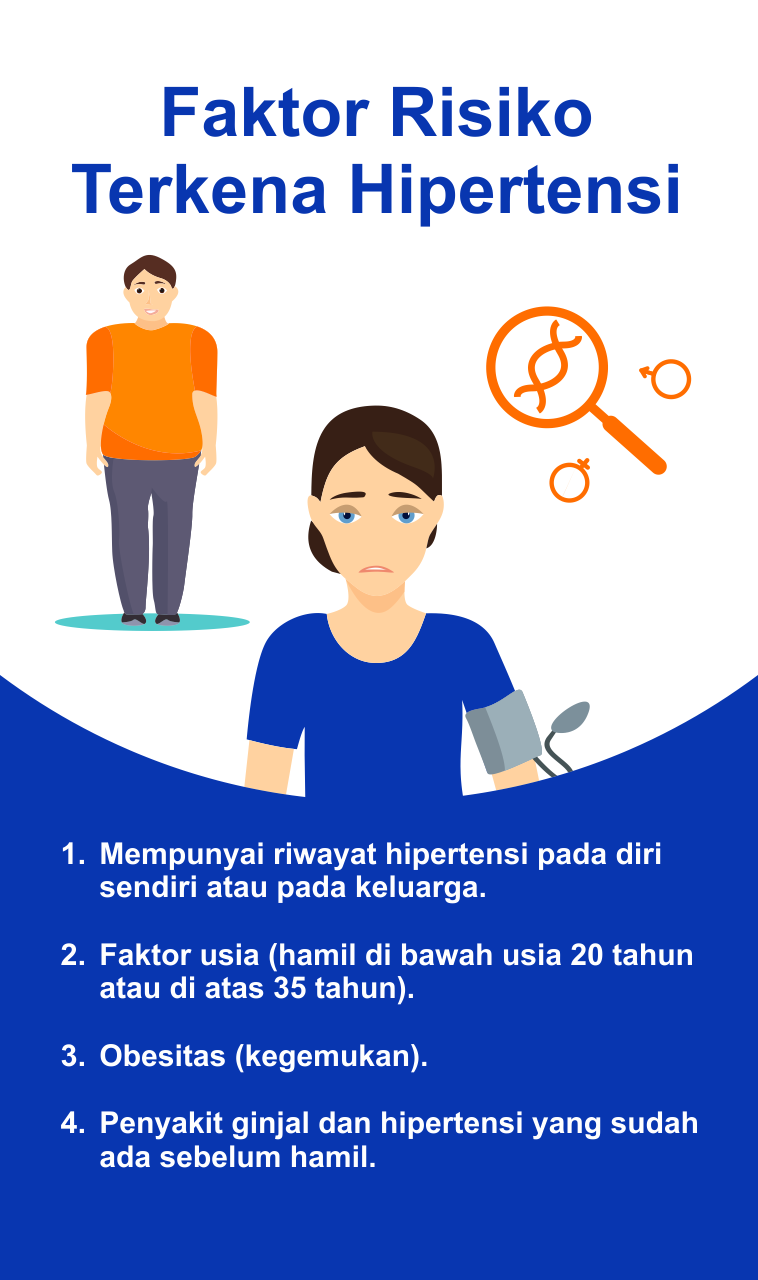 Faktor Risiko
Terkena Hipertensi
1. Mempunyai riwayat hipertensi pada diri
sendiri atau pada keluarga.
2. Faktor usia (hamil di bawah usia 20 tahun
atau di atas 35 tahun).
3. Obesitas (kegemukan).
4. Penyakit ginjal dan hipertensi yang sudah
ada sebelum hamil.